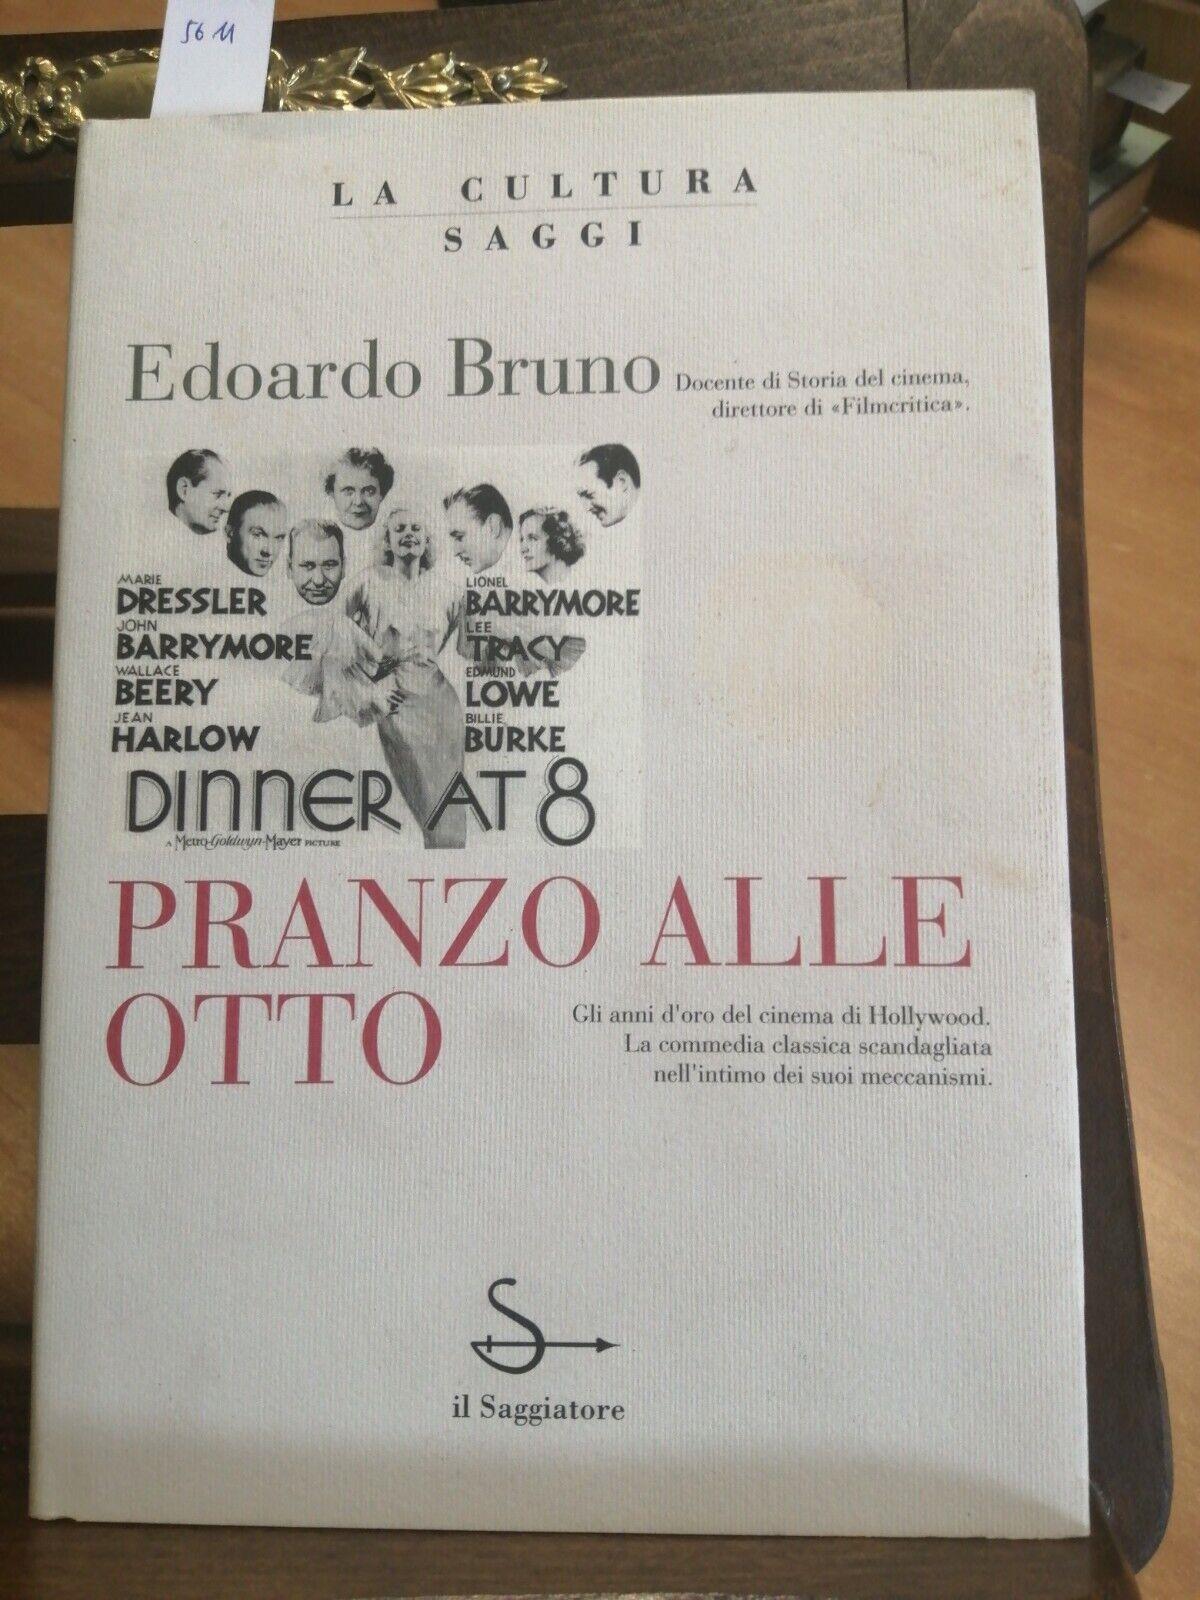 5611
LA CULTURA
SAGGI
Edoardo Bruno
Docente di Storia del cinema,
direttore di «Filmcritica».
MARIE
DRESSLER
JOHN
BARRYMORE
WALLACE
BEERY
JEAN
HARLOW
LIONEL
BARRYMORE
LEE
TRACY
EDMUND
LOWE
BILLIE
BURKE
DINNER AT 8
A Metro-Goldwyn-Mayer PICTURE
PRANZO ALLE
OTTO
Gli anni d'oro del cinema di Hollywood.
La commedia classica scandagliata
nell'intimo dei suoi meccanismi.
S
il Saggiatore